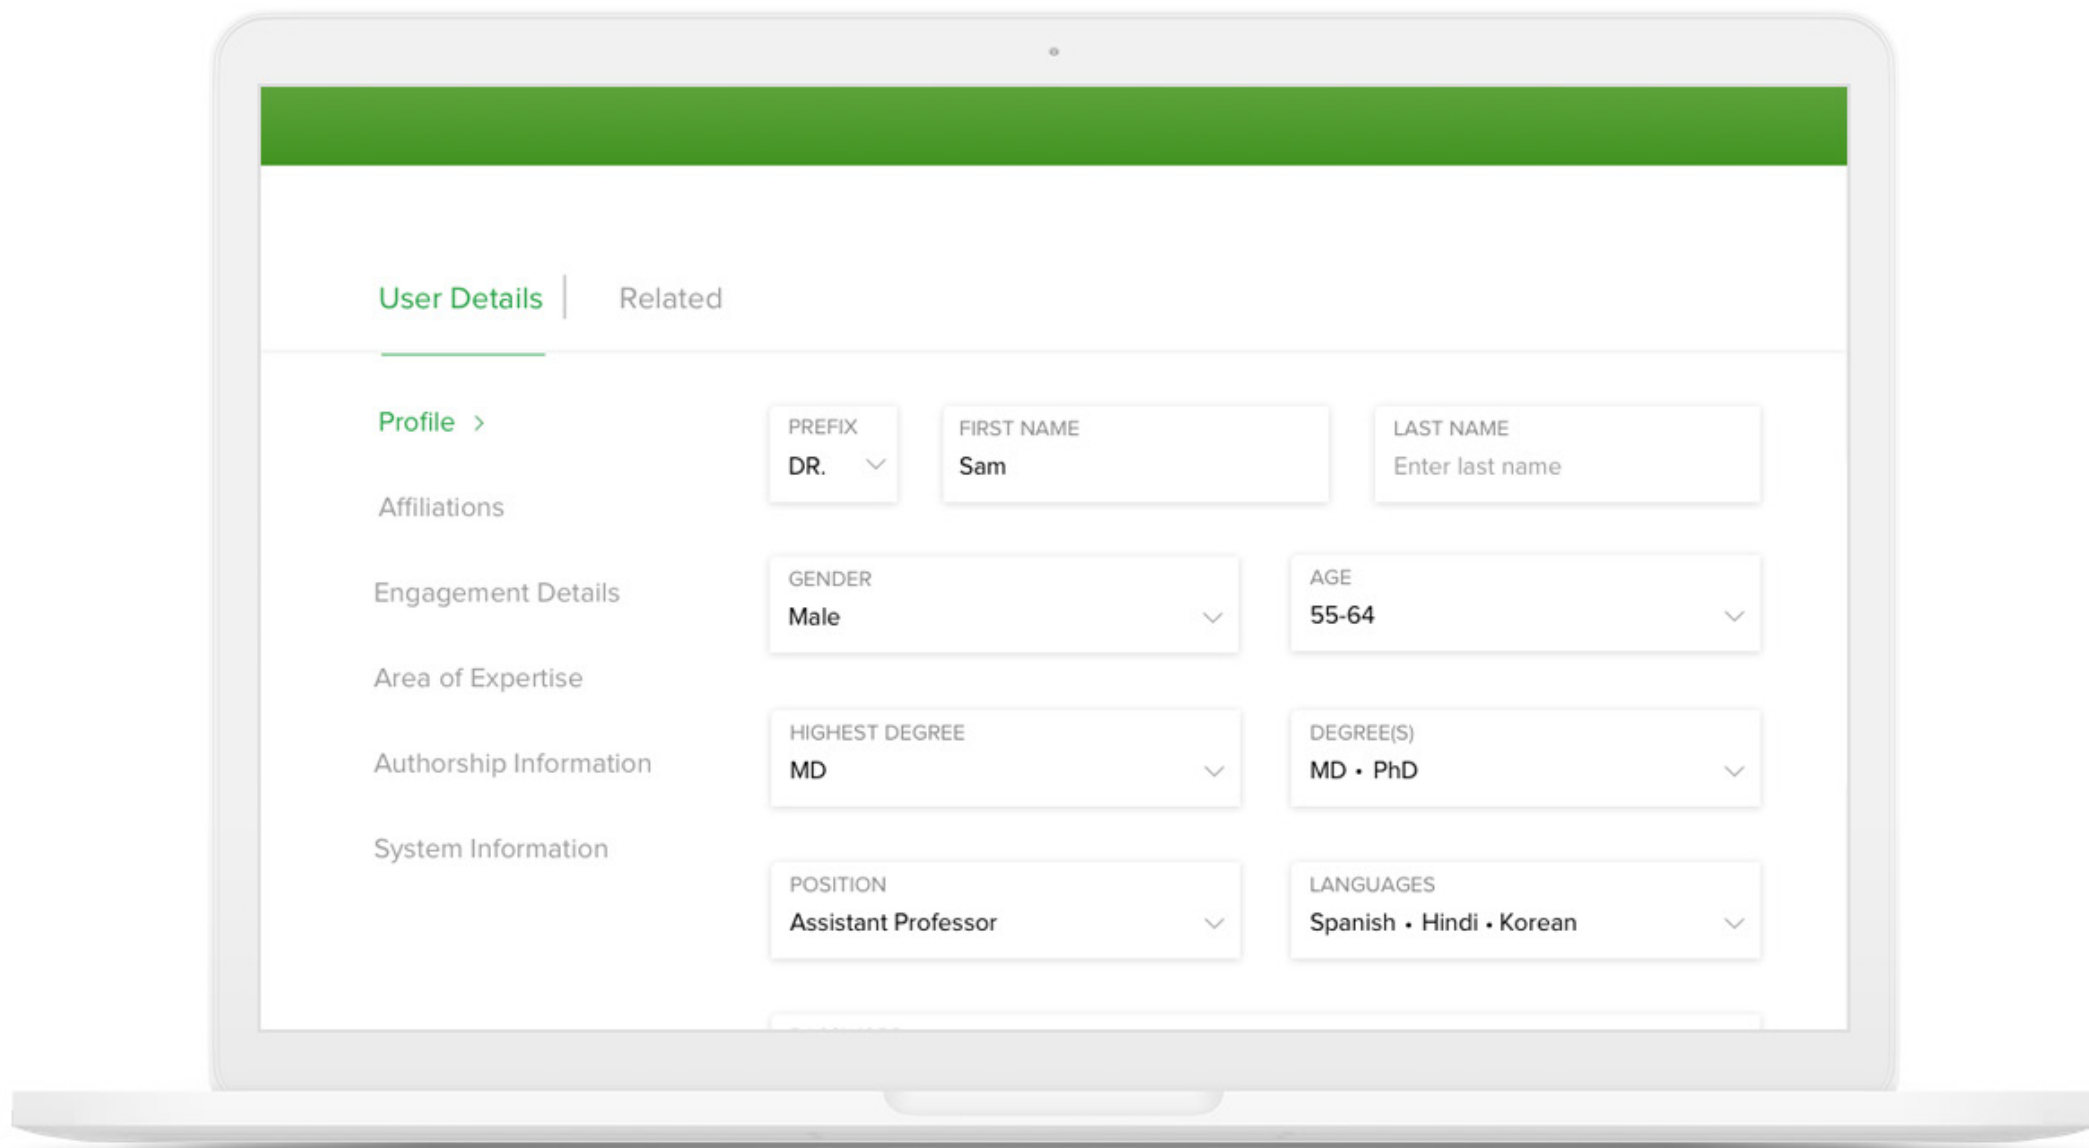 User Details | Related
Profile >
Affiliations
Engagement Details
Area of Expertise
Authorship Information
System Information
PREFIX
DR.
FIRST NAME
Sam
LAST NAME
Enter last name
GENDER
Male
AGE
55-64
HIGHEST DEGREE
MD
DEGREE(S)
MD • PhD
POSITION
Assistant Professor
LANGUAGES
Spanish • Hindi • Korean